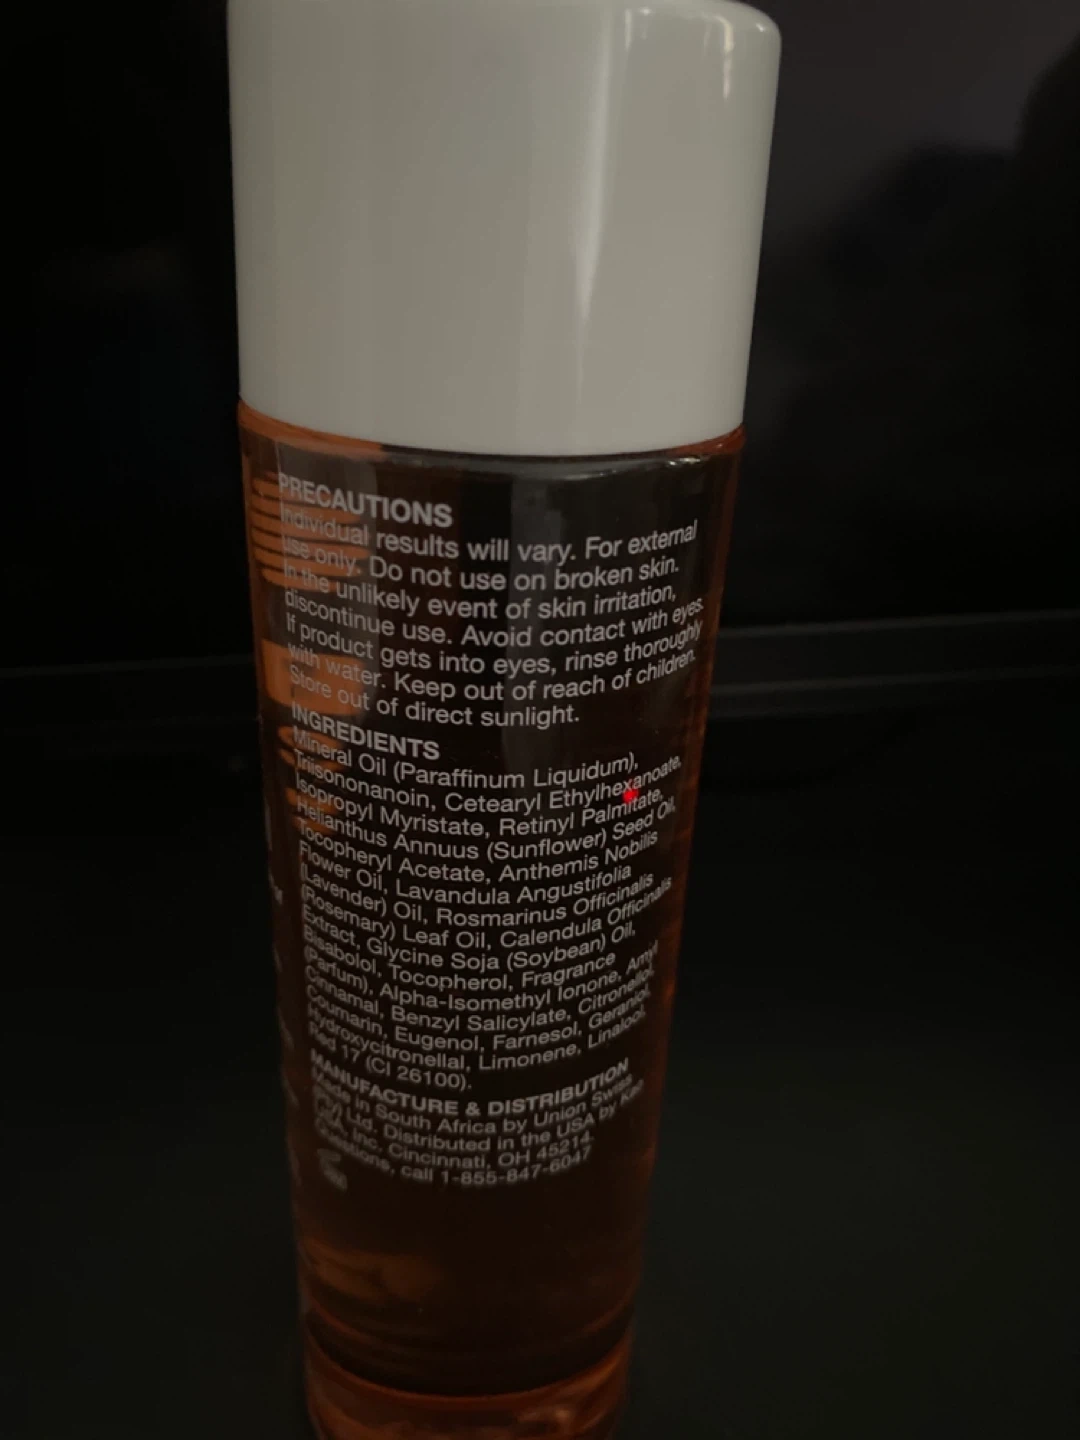 PRECAUTIONS
Individual results will vary. For external
use only. Do not use on broken skin.
In the unlikely event of skin irritation,
discontinue use. Avoid contact with eyes.
If product gets into eyes, rinse thoroughly
with water. Keep out of reach of children.
Store out of direct sunlight.
INGREDIENTS
Mineral Oil (Paraffinum Liquidum),
Triisononanoin, Cetearyl Ethylhexanoate,
Isopropyl Myristate, Retinyl Palmitate,
Helianthus Annuus (Sunflower) Seed Oil,
Tocopheryl Acetate, Anthemis Nobilis
Flower Oil, Lavandula Angustifolia
(Lavender) Oil, Rosmarinus Officinalis
(Rosemary) Leaf Oil, Calendula Officinalis
Extract, Glycine Soja (Soybean) Oil,
Bisabolol, Tocopherol, Fragrance
(Parfum), Alpha-Isomethyl Ionone, Amyl
Cinnamal, Benzyl Salicylate, Citronellol,
Coumarin, Eugenol, Farnesol, Geraniol,
Hydroxycitronellal, Limonene, Linalool,
Red 17 (CI 26100).
MANUFACTURE & DISTRIBUTION
Made in South Africa by Union Swiss
(Pty) Ltd. Distributed in the USA by Kao
USA, Inc. Cincinnati, OH 45214.
Questions, call 1-855-847-6047